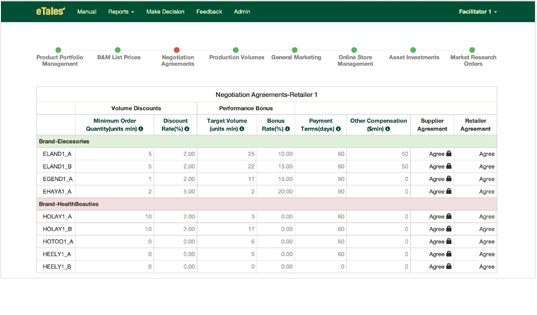 eTales
Manual Reports Make Decision Feedback Admin Facilitator 1
Product Portfolio Management
B&M List Prices
Negotiation Agreements
Production Volumes
General Marketing
Online Store Management
Asset Investments
Market Research Orders
Negotiation Agreements-Retailer 1
Volume Discounts Performance Bonus
Minimum Order Quantity(units mln) Discount Rate(%) Target Volume (units mln) Bonus Rate(%) Payment Terms(days) Other Compensation ($mln) Supplier Agreement Retailer Agreement
Brand-Elecssories
ELAND1_A 5 2.00 25 10.00 60 50 Agree Agree
ELAND1_B 5 2.00 22 15.00 60 50 Agree Agree
EGEND1_A 1 2.00 11 15.00 90 0 Agree Agree
EHAYA1_A 2 5.00 2 20.00 90 0 Agree Agree
Brand-HealthBeauties
HOLAY1_A 10 2.00 3 0.00 60 0 Agree Agree
HOLAY1_B 10 2.00 17 0.00 60 0 Agree Agree
HOTOO1_A 0 0.00 6 0.00 60 0 Agree Agree
HEELY1_A 0 0.00 5 0.00 60 0 Agree Agree
HEELY1_B 0 0.00 0 0.00 0 0 Agree Agree